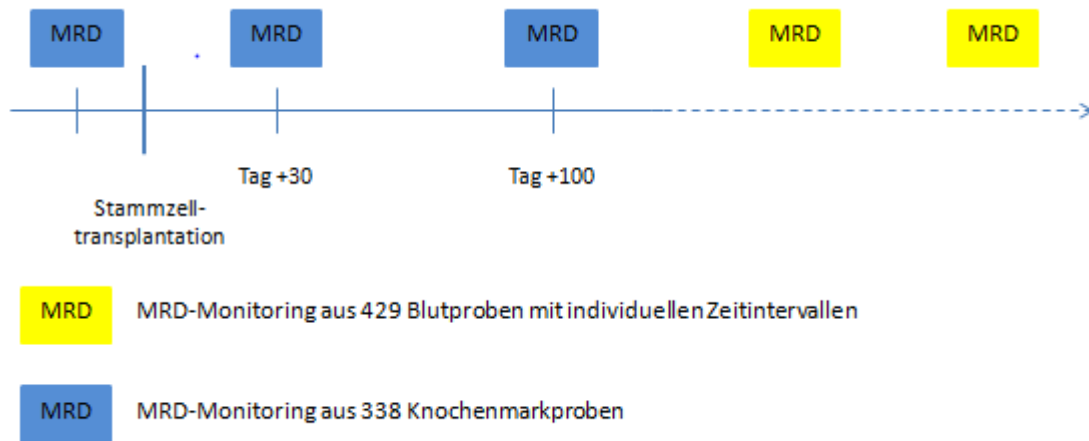 MRD MRD MRD MRD MRD
Tag +30 Tag +100
Stammzell-
transplantation
MRD MRD-Monitoring aus 429 Blutproben mit individuellen Zeitintervallen
MRD MRD-Monitoring aus 338 Knochenmarkproben